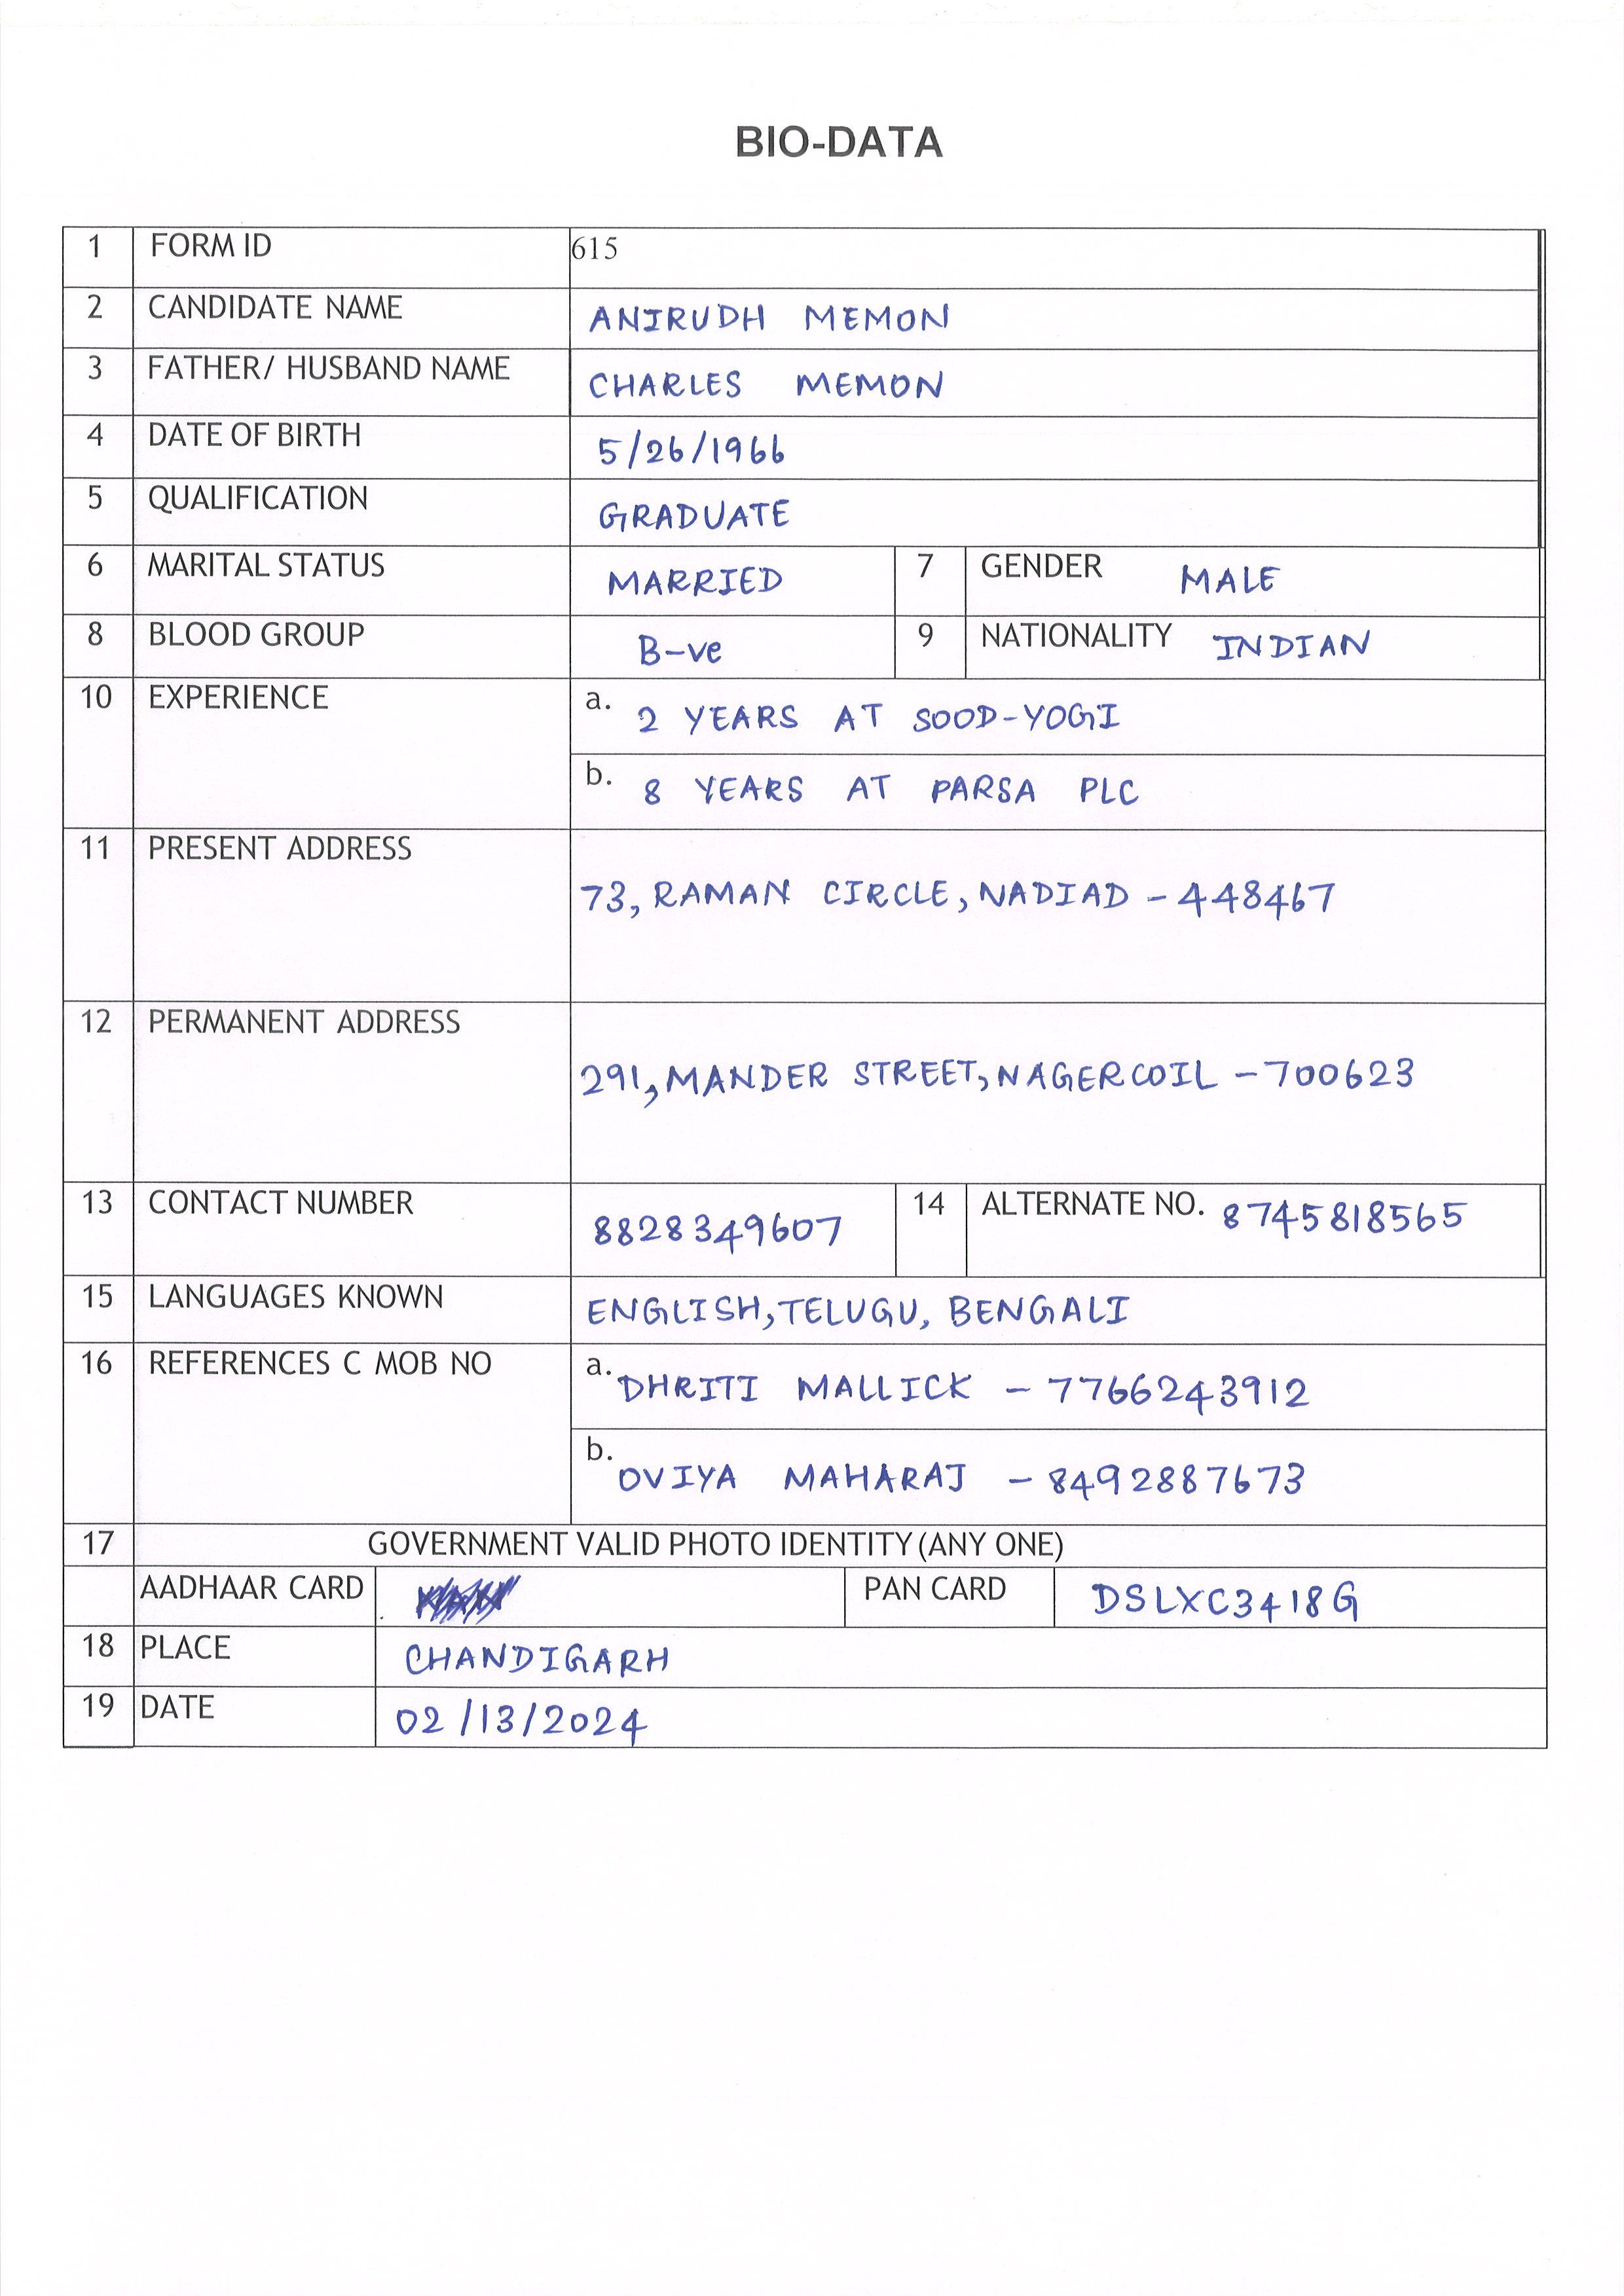 BIO-DATA
1 FORM ID 615
2 CANDIDATE NAME ANIRUDH MEMON
3 FATHER/ HUSBAND NAME CHARLES MEMON
4 DATE OF BIRTH 5/26/1966
5 QUALIFICATION GRADUATE
6 MARITAL STATUS MARRIED 7 GENDER MALE
8 BLOOD GROUP B-ve 9 NATIONALITY INDIAN
10 EXPERIENCE a. 2 YEARS AT SOOD-YOGI
b. 8 YEARS AT PARSA PLC
11 PRESENT ADDRESS
73, RAMAN CIRCLE, NADIAD - 448467
12 PERMANENT ADDRESS
291, MANDER STREET, NAGERCOIL - 700623
13 CONTACT NUMBER 8828349607 14 ALTERNATE NO. 8745818565
15 LANGUAGES KNOWN ENGLISH, TELUGU, BENGALI
16 REFERENCES C MOB NO a. DHRITI MALLICK - 7766243912
b. OVIYA MAHARAJ - 8492887673
17 GOVERNMENT VALID PHOTO IDENTITY (ANY ONE)
AADHAAR CARD PAN CARD DSLXC3418G
18 PLACE CHANDIGARH
19 DATE 02/13/2024